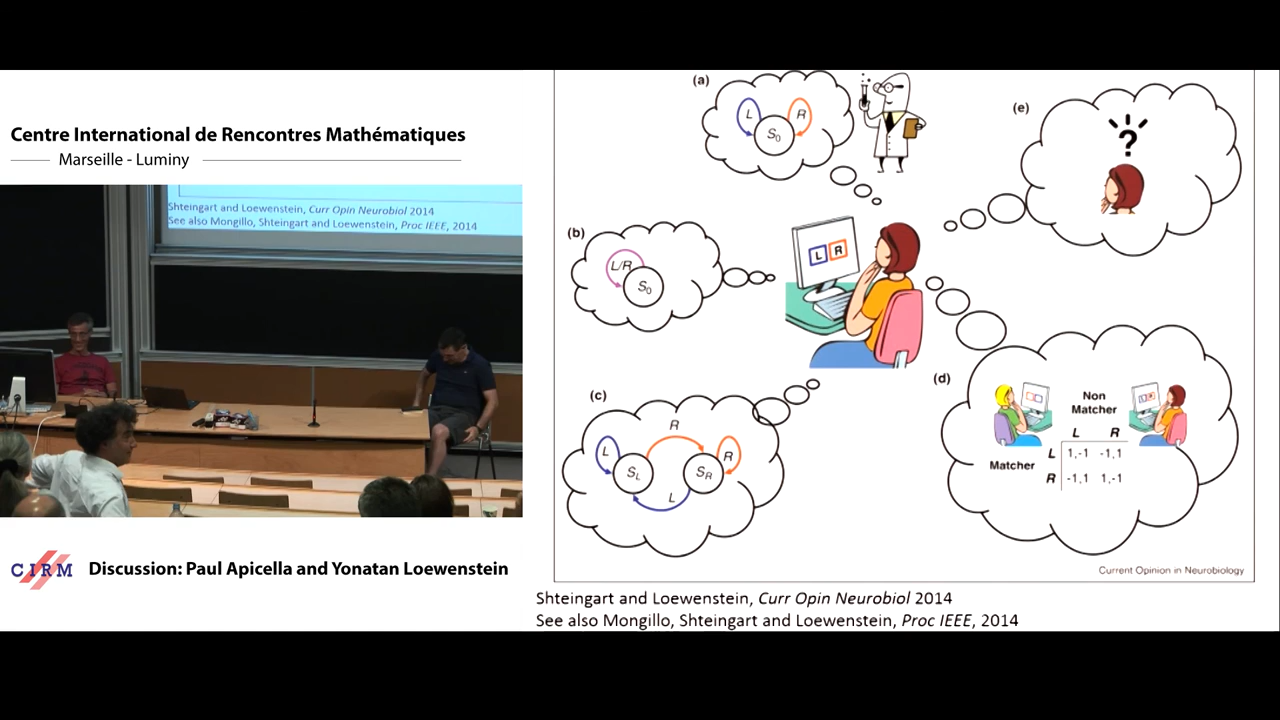 Centre International de Rencontres Mathématiques
Marseille - Luminy
Shteingart and Loewenstein, Curr Opin Neurobiol 2014
See also Mongillo, Shteingart and Loewenstein, Proc IEEE, 2014
CIRM
Discussion: Paul Apicella and Yonatan Loewenstein
(a)
L
R
S0
(b)
L/R
S0
L R
(c)
R
L
SL
SR
R
L
(e)
?
(d)
Non
Matcher
L R
Matcher
L 1,-1 -1,1
R -1,1 1,-1
Current Opinion in Neurobiology
Shteingart and Loewenstein, Curr Opin Neurobiol 2014
See also Mongillo, Shteingart and Loewenstein, Proc IEEE, 2014